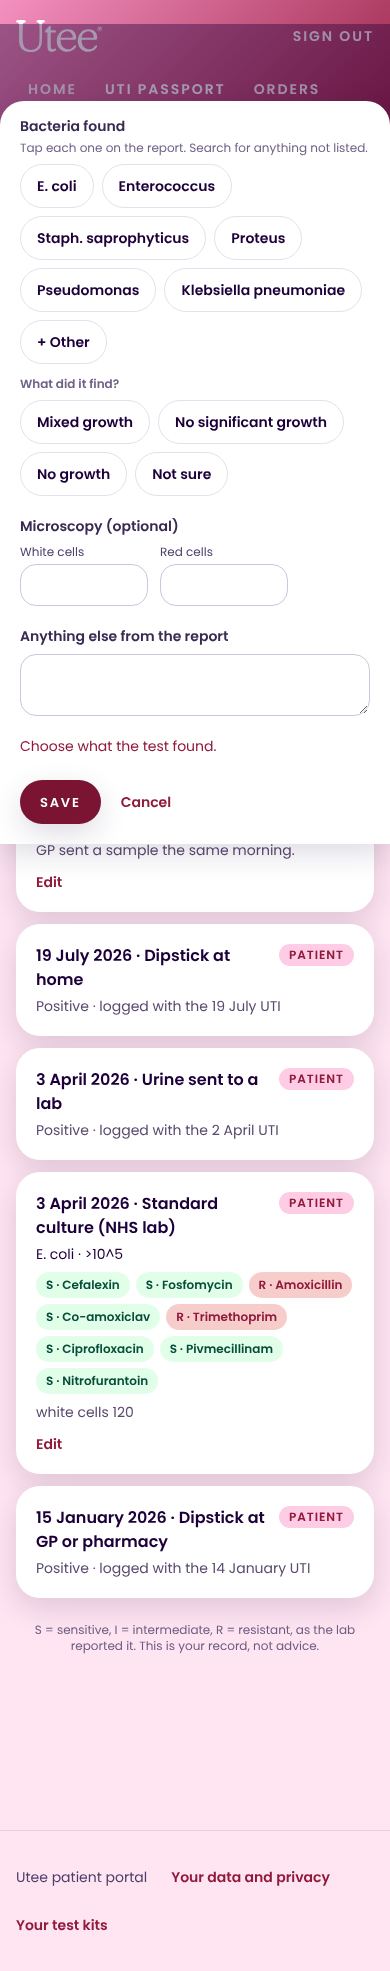 Utee®
SIGN OUT
HOME UTI PASSPORT ORDERS
Bacteria found
Tap each one on the report. Search for anything not listed.
E. coli
Enterococcus
Staph. saprophyticus
Proteus
Pseudomonas
Klebsiella pneumoniae
+ Other
What did it find?
Mixed growth
No significant growth
No growth
Not sure
Microscopy (optional)
White cells
Red cells
Anything else from the report
Choose what the test found.
SAVE
Cancel
GP sent a sample the same morning.
Edit
19 July 2026 · Dipstick at
home
PATIENT
Positive · logged with the 19 July UTI
3 April 2026 · Urine sent to a
lab
PATIENT
Positive · logged with the 2 April UTI
3 April 2026 · Standard
culture (NHS lab)
PATIENT
E. coli · >10^5
S · Cefalexin
S · Fosfomycin
R · Amoxicillin
S · Co-amoxiclav
R · Trimethoprim
S · Ciprofloxacin
S · Pivmecillinam
S · Nitrofurantoin
white cells 120
Edit
15 January 2026 · Dipstick at
GP or pharmacy
PATIENT
Positive · logged with the 14 January UTI
S = sensitive, I = intermediate, R = resistant, as the lab
reported it. This is your record, not advice.
Utee patient portal
Your data and privacy
Your test kits